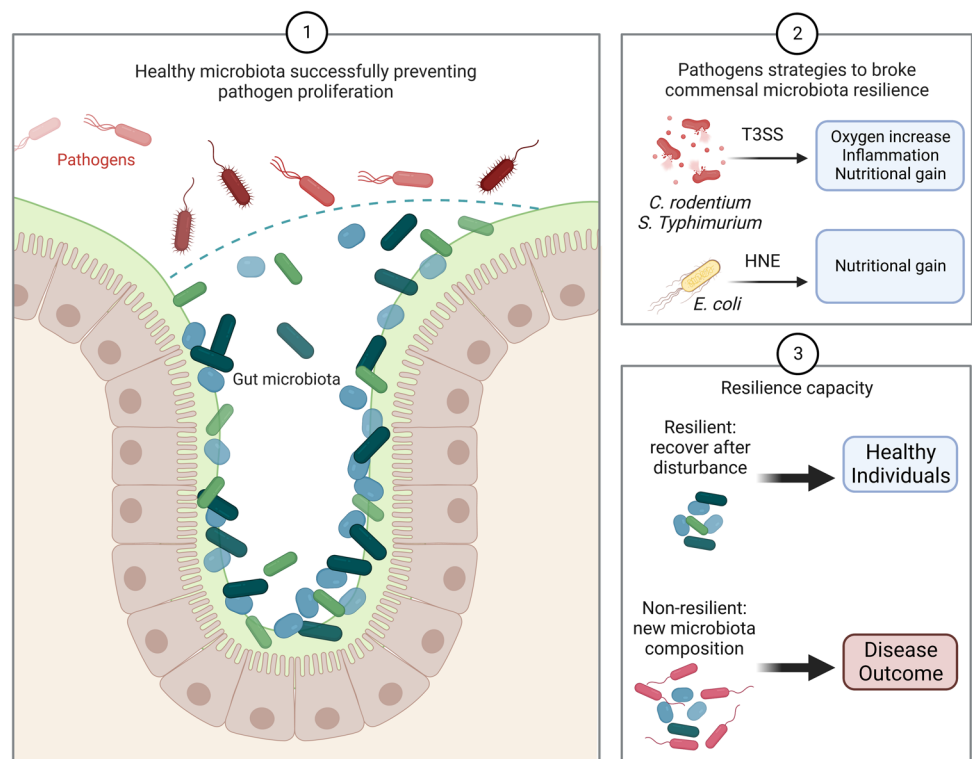 1
Healthy microbiota successfully preventing
pathogen proliferation
Pathogens
Gut microbiota
2
Pathogens strategies to broke
commensal microbiota resilience
T3SS
Oxygen increase
Inflammation
Nutritional gain
C. rodentium
S. Typhimurium
HNE
Nutritional gain
E. coli
3
Resilience capacity
Resilient:
recover after
disturbance
Healthy
Individuals
Non-resilient:
new microbiota
composition
Disease
Outcome